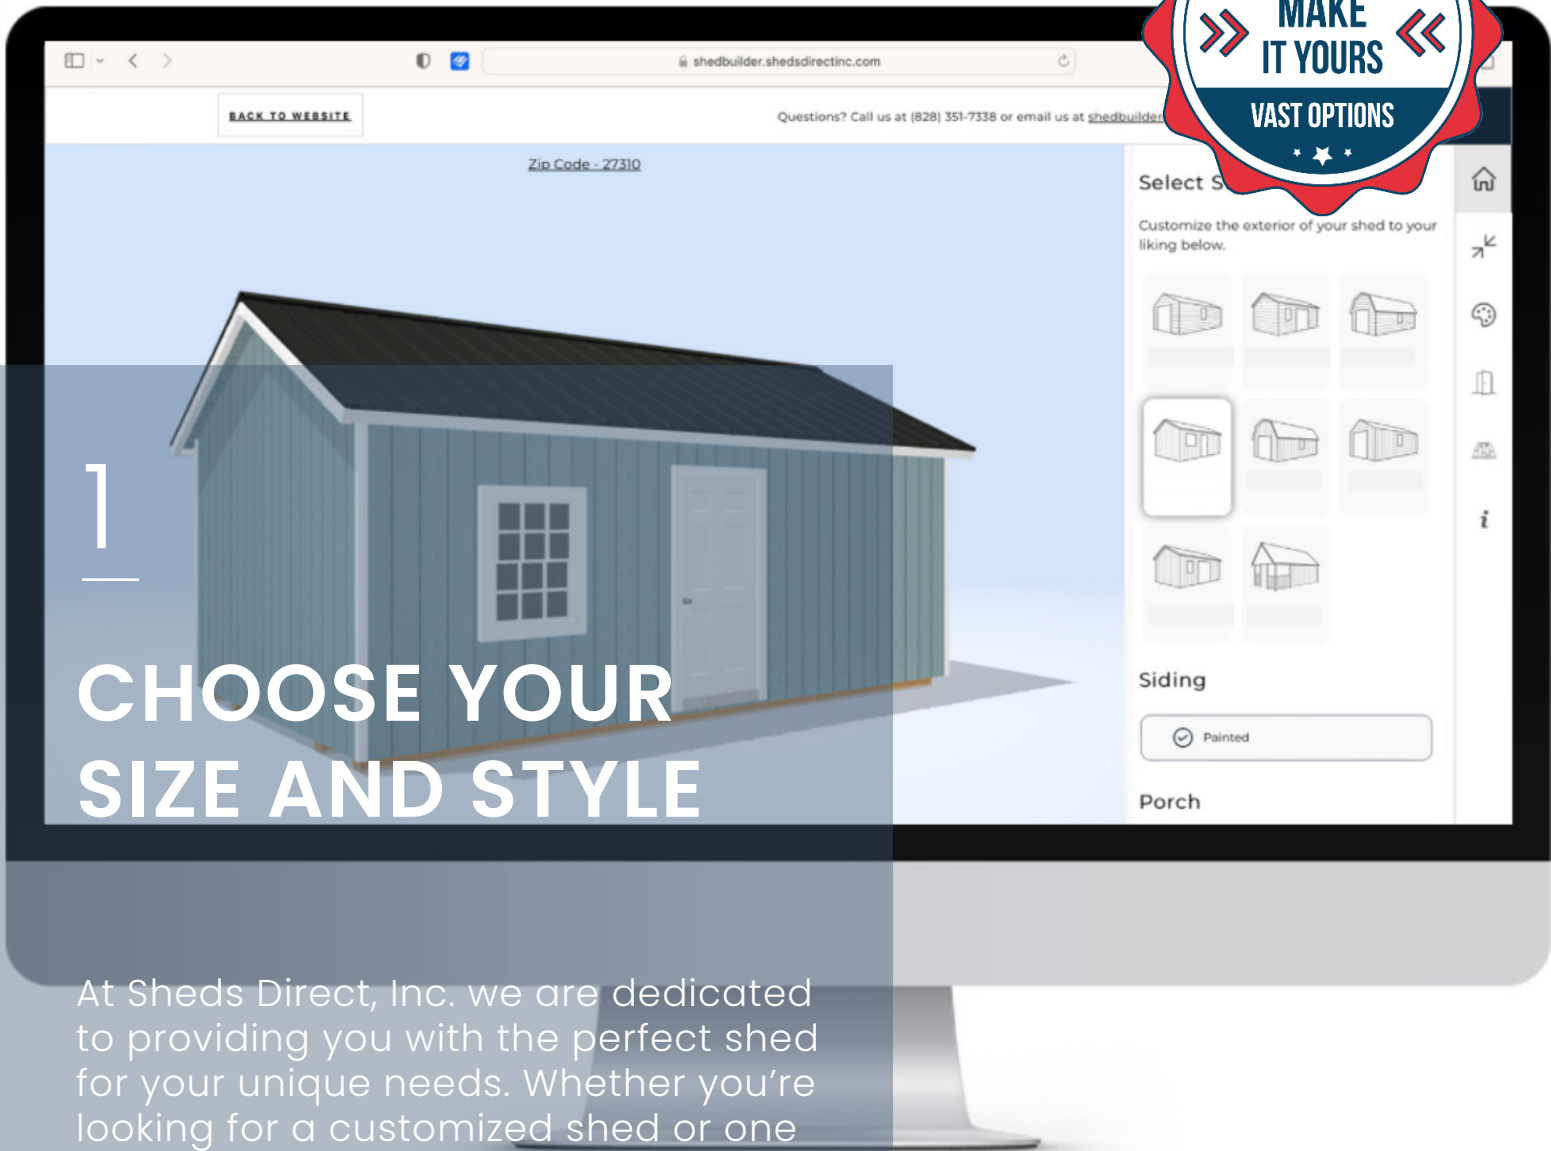 MAKE
IT YOURS
VAST OPTIONS
shedbuilder.shedsdirectinc.com
BACK TO WEBSITE
Questions? Call us at (828) 351-7338 or email us at shedbuilder
Zip Code - 27310
Select
Customize the exterior of your shed to your
liking below.
Siding
Painted
Porch
1
CHOOSE YOUR
SIZE AND STYLE
At Sheds Direct, Inc. we are dedicated
to providing you with the perfect shed
for your unique needs. Whether you’re
looking for a customized shed or one